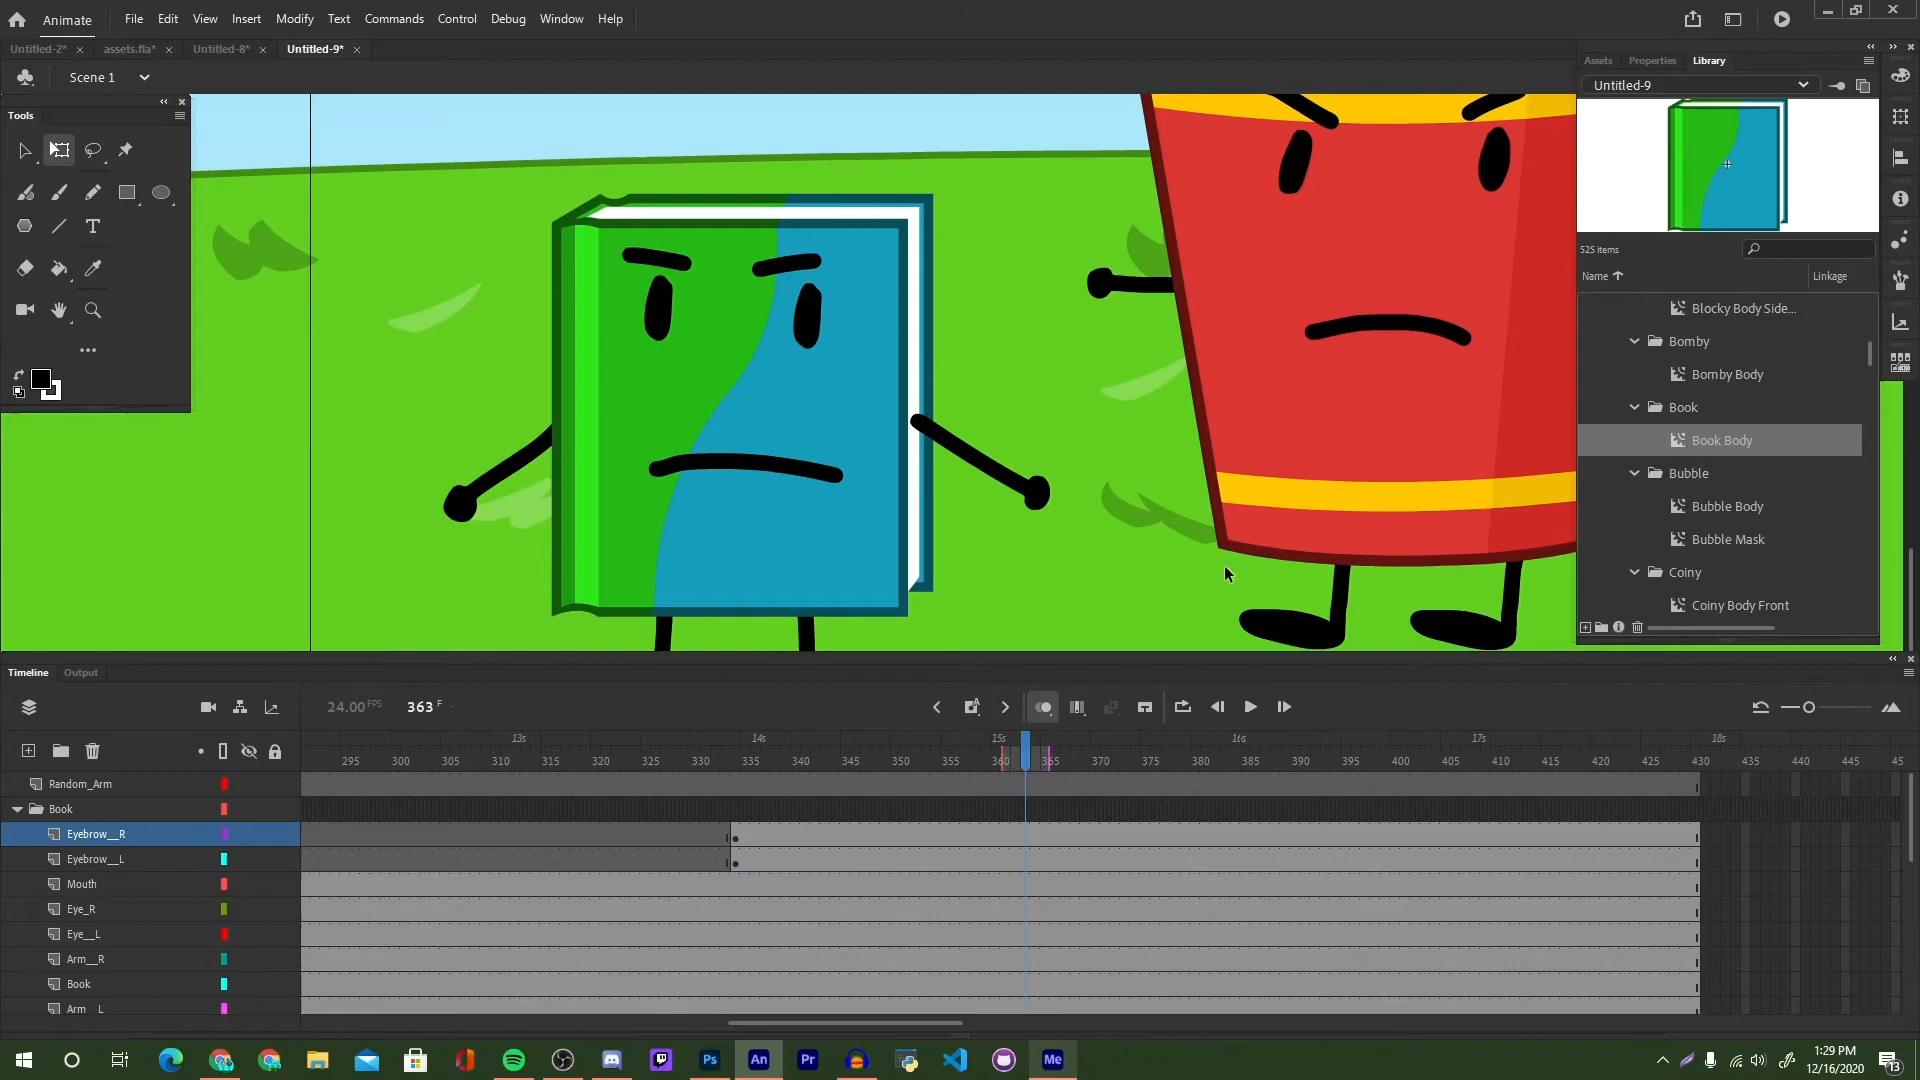 Animate File Edit View Insert Modify Text Commands Control Debug Window Help
Untitled-2* assets.fla* Untitled-8* Untitled-9*
Scene 1
Tools
Assets Properties Library
Untitled-9
525 items
Name Linkage
Blocky Body Side...
Bomby
Bomby Body
Book
Book Body
Bubble
Bubble Body
Bubble Mask
Coiny
Coiny Body Front
Timeline Output
24.00 FPS 363 F
13s 14s 15s 16s 17s 18s
295 300 305 310 315 320 325 330 335 340 345 350 355 360 365 370 375 380 385 390 395 400 405 410 415 420 425 430 435 440 445 45
Random_Arm
Book
Eyebrow__R
Eyebrow__L
Mouth
Eye_R
Eye__L
Arm__R
Book
Arm__L
Ps An Pr Me
1:29 PM
12/16/2020
13